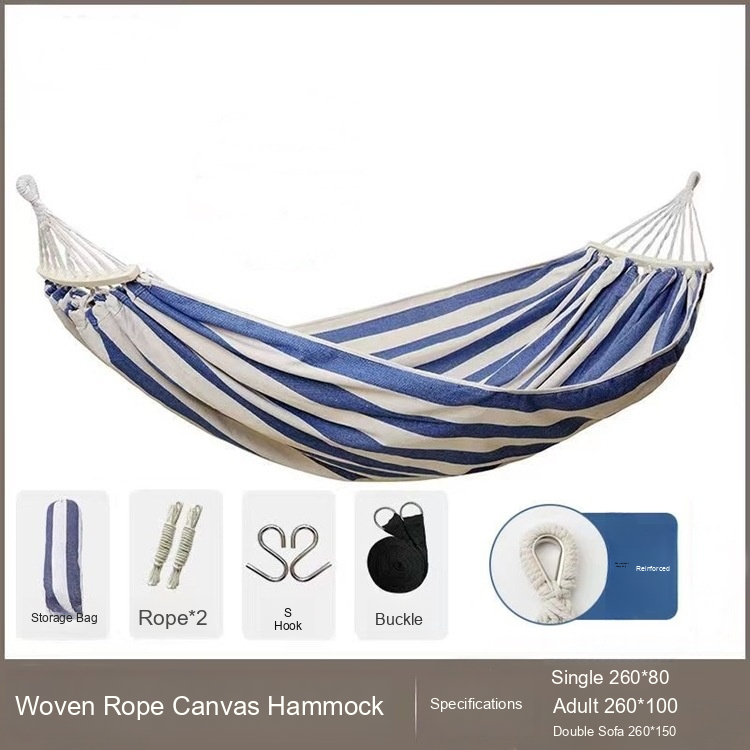 Storage Bag
Rope*2
S
Hook
Buckle
Reinforced
Woven Rope Canvas Hammock
Specifications
Single 260*80
Adult 260*100
Double Sofa 260*150